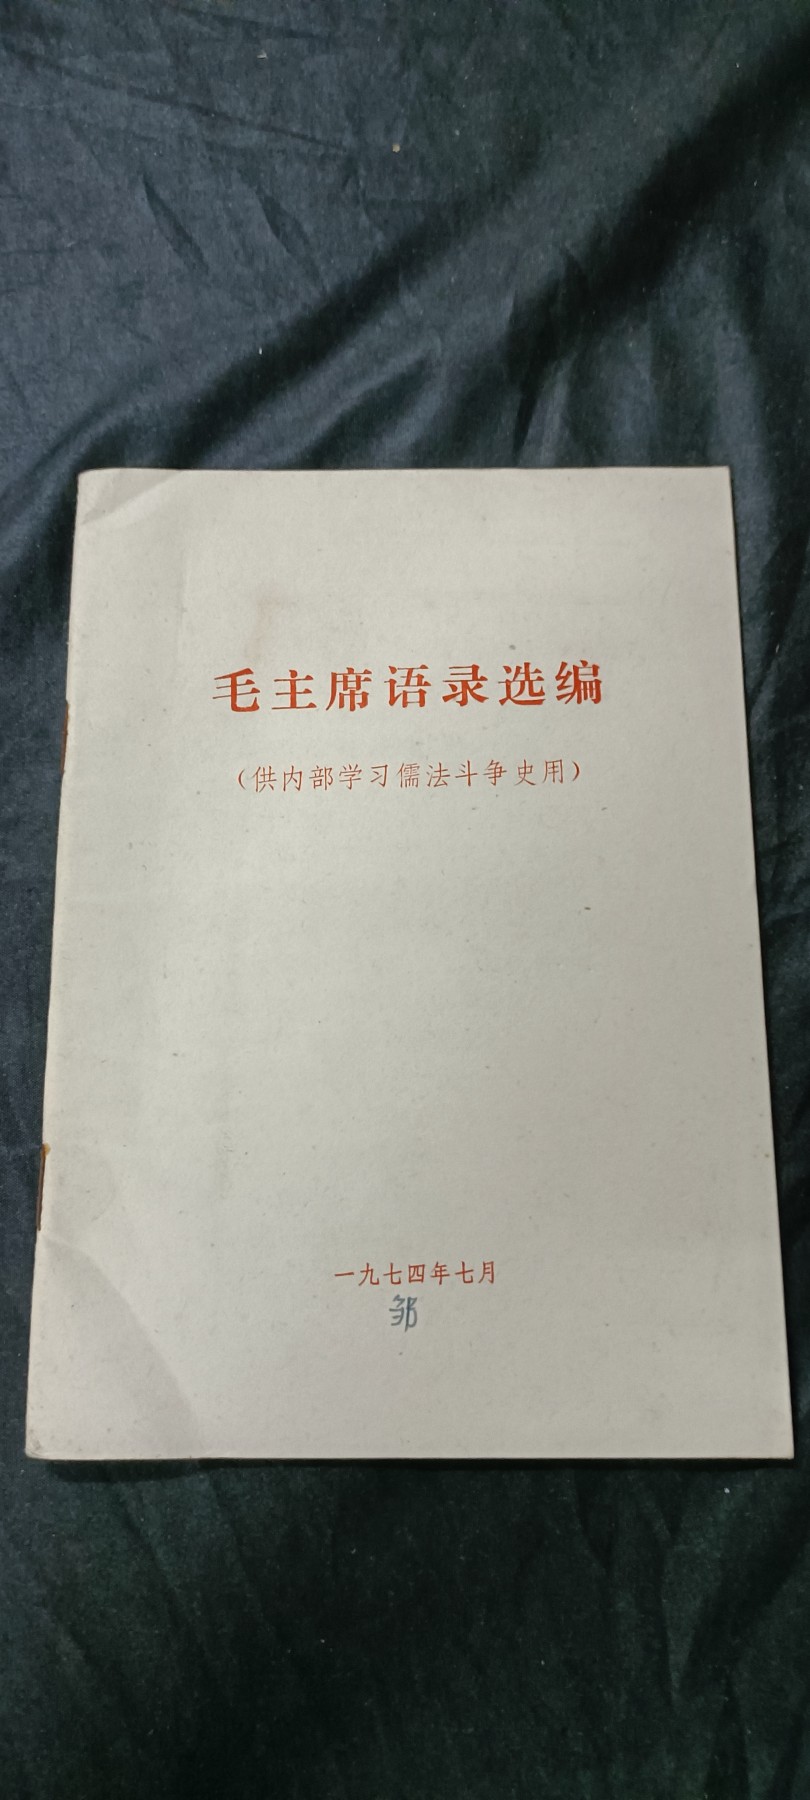 毛主席语录选编
（供内部学习儒法斗争史用）
一九七四年七月
邹